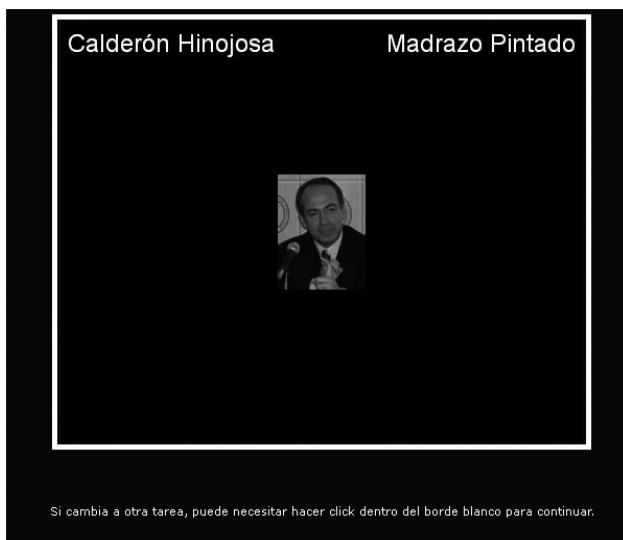 Calderón Hinojosa
Madrazo Pintado
Si cambia a otra tarea, puede necesitar hacer click dentro del borde blanco para continuar.